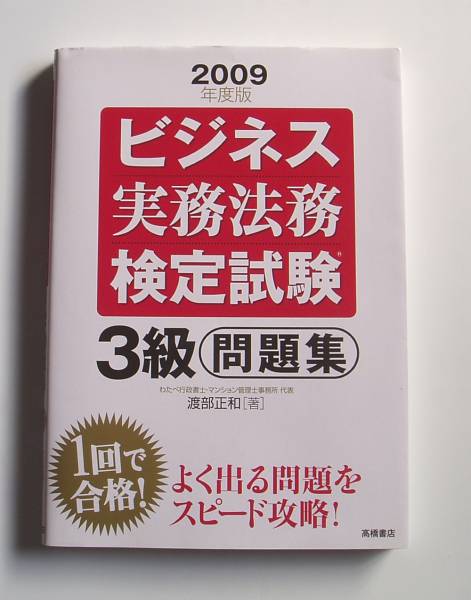 2009
年度版
ビジネス
実務法務
検定試験®
3級 問題集
わたべ行政書士・マンション管理士事務所 代表
渡部正和[著]
1回で
合格!
よく出る問題を
スピード攻略!
高橋書店